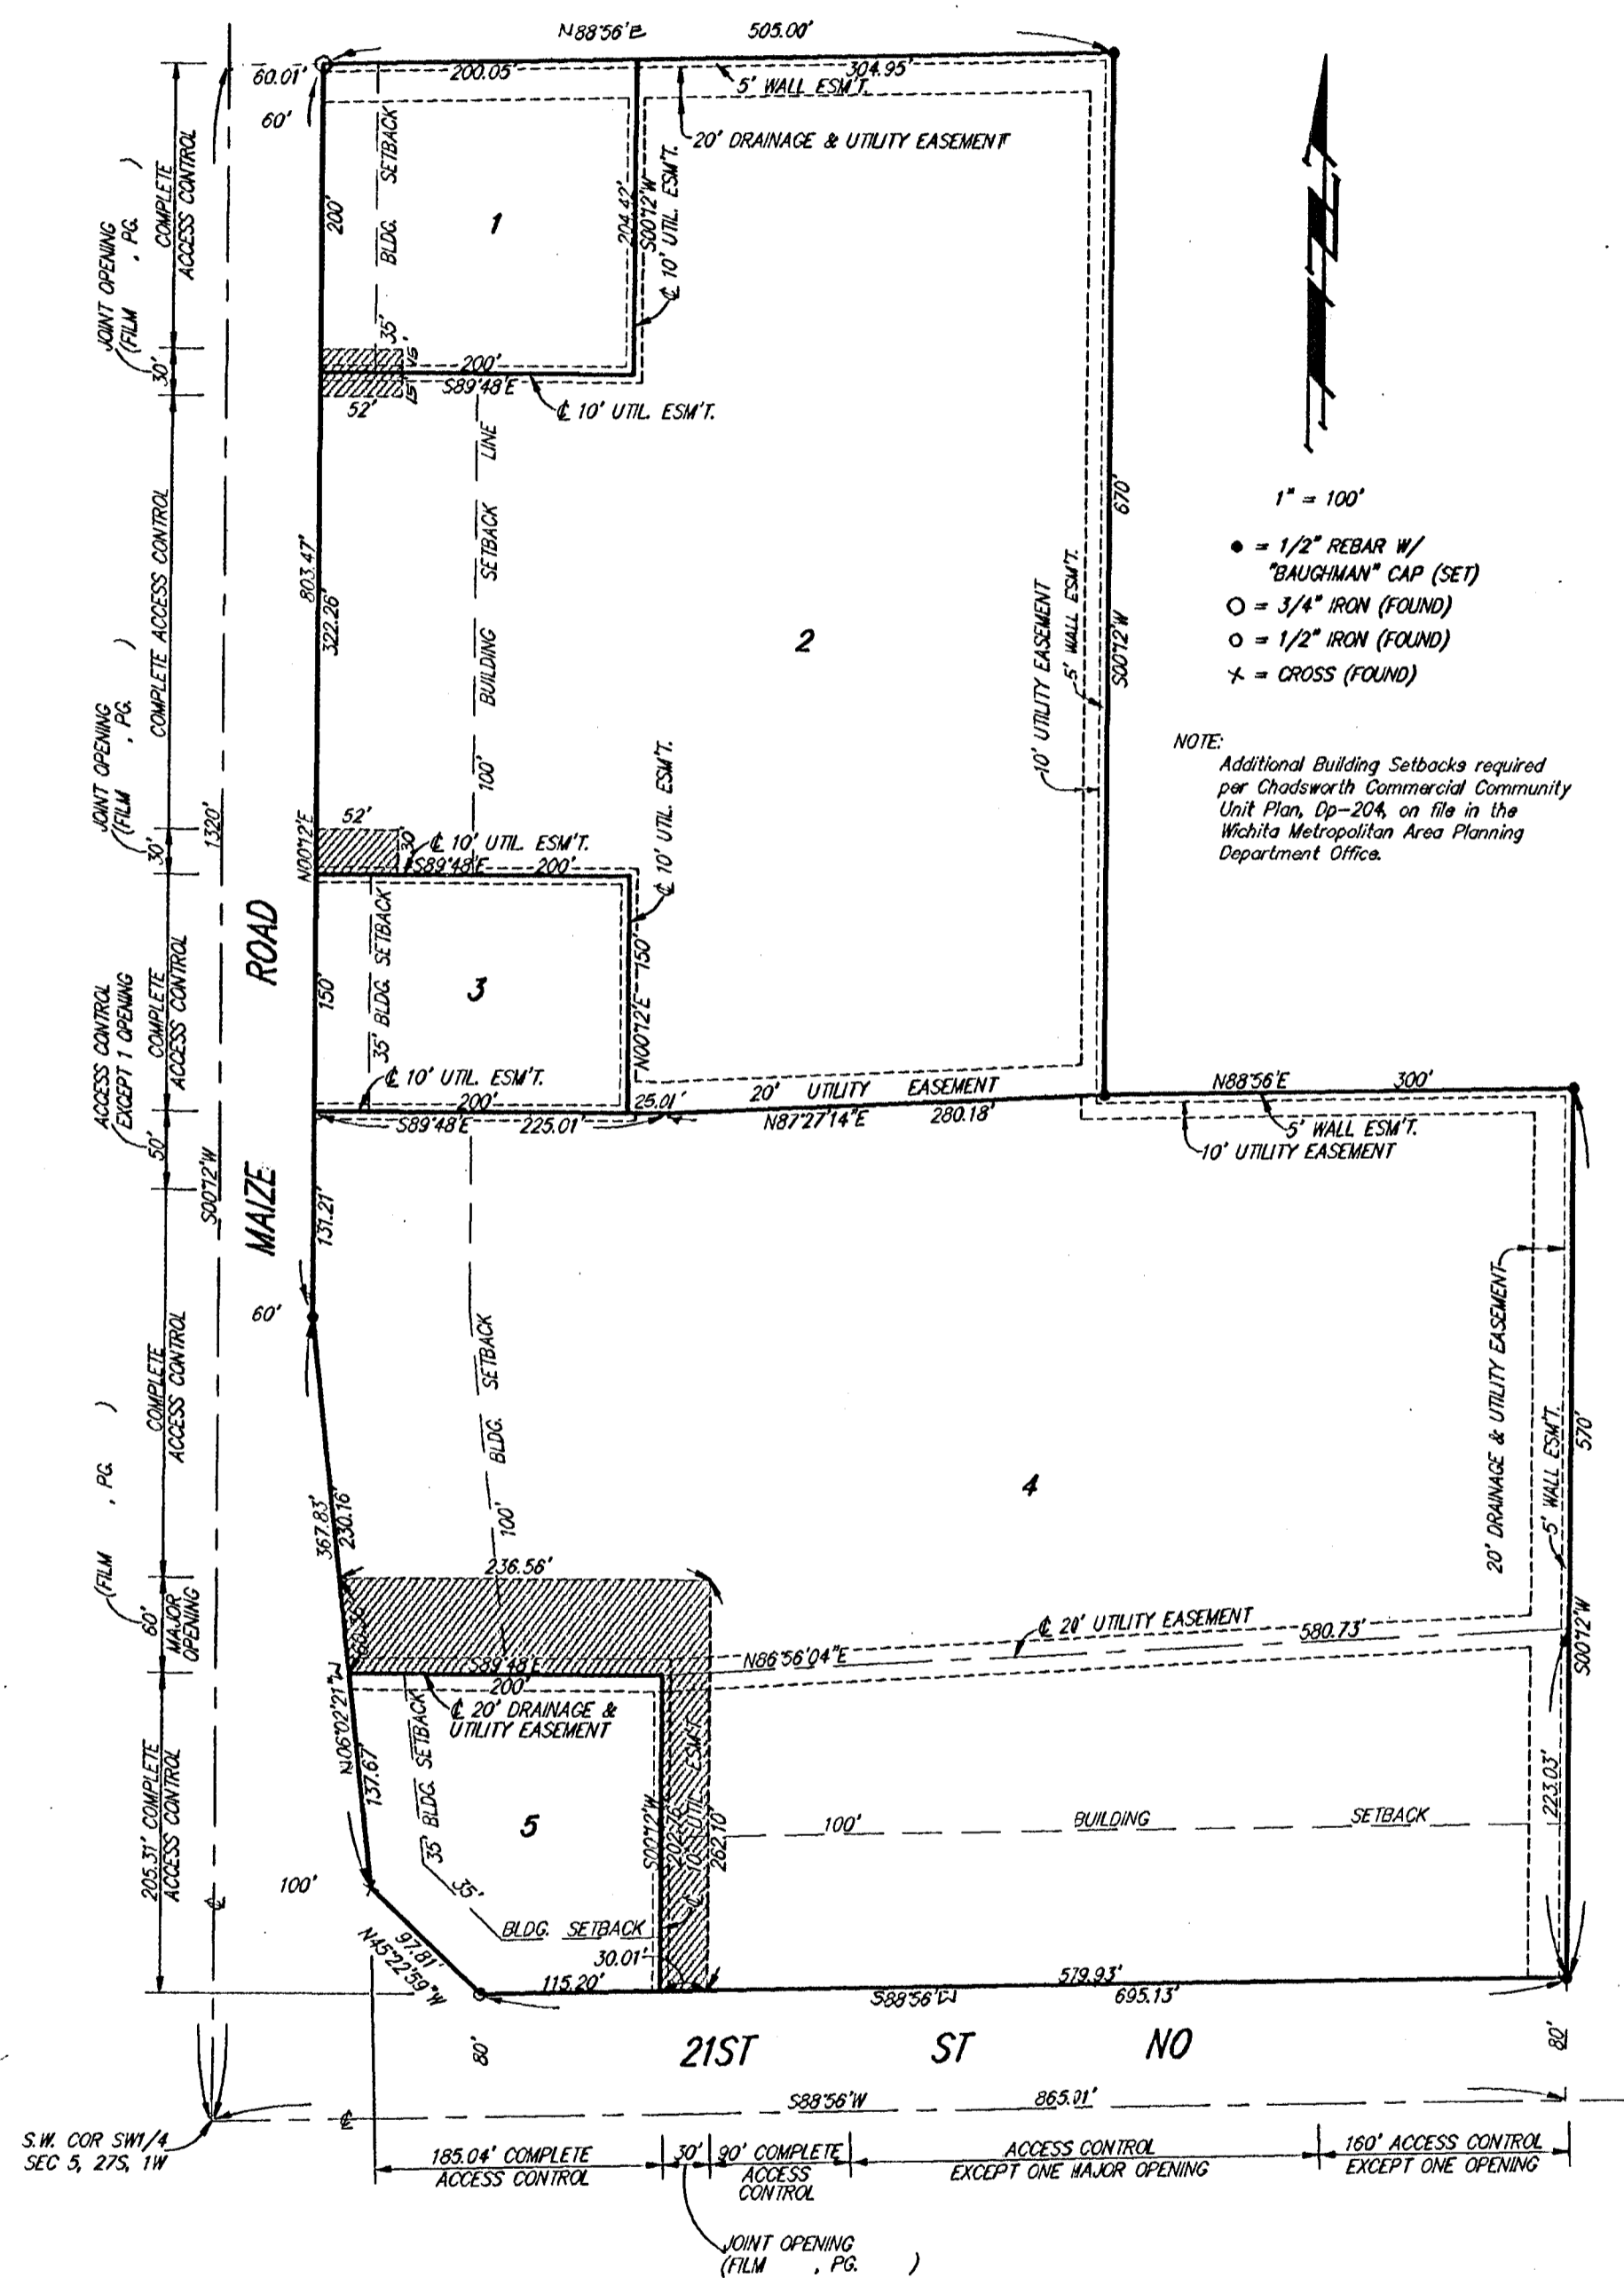 N88°56'E 505.00'
60.01'
200.05'
304.95'
5' WALL ESM'T.
60'
20' DRAINAGE & UTILITY EASEMENT
COMPLETE
ACCESS CONTROL
JOINT OPENING
(FILM , PG. )
30'
200'
35' BLDG. SETBACK
1
204.42'
S00°12'W
℄ 10' UTIL. ESM'T.
15'
15'
200'
S89°48'E
52'
℄ 10' UTIL. ESM'T.
1" = 100'
● = 1/2" REBAR W/
"BAUGHMAN" CAP (SET)
○ = 3/4" IRON (FOUND)
○ = 1/2" IRON (FOUND)
× = CROSS (FOUND)
NOTE:
Additional Building Setbacks required
per Chadsworth Commercial Community
Unit Plan, Dp-204, on file in the
Wichita Metropolitan Area Planning
Department Office.
COMPLETE ACCESS CONTROL
803.47'
322.26'
100' BUILDING SETBACK LINE
2
670'
S00°12'W
10' UTILITY EASEMENT
5' WALL ESM'T.
JOINT OPENING
(FILM , PG. )
30'
1320'
N00°12'E
52'
30'
℄ 10' UTIL. ESM'T.
S89°48'E 200'
℄ 10' UTIL. ESM'T.
MAIZE ROAD
COMPLETE
ACCESS CONTROL
150'
35' BLDG. SETBACK
3
N00°12'E 150'
℄ 10' UTIL. ESM'T.
200'
25.01'
20' UTILITY EASEMENT
S89°48'E 225.01'
N87°27'14"E 280.18'
N88°56'E 300'
5' WALL ESM'T.
10' UTILITY EASEMENT
ACCESS CONTROL
EXCEPT 1 OPENING
50'
S00°12'W
131.21'
60'
COMPLETE
ACCESS CONTROL
100' BLDG. SETBACK
4
20' DRAINAGE & UTILITY EASEMENT
5' WALL ESM'T.
570'
S00°12'W
(FILM , PG. )
60'
MAJOR
OPENING
367.83'
230.16'
236.56'
60.36'
S89°48'E
200'
N86°56'04"E
℄ 20' UTILITY EASEMENT
580.73'
℄ 20' DRAINAGE &
UTILITY EASEMENT
205.31' COMPLETE
ACCESS CONTROL
N06°02'21"W
137.67'
35' BLDG. SETBACK
5
S00°12'W
℄ 10' UTIL. ESM'T.
262.10'
100' BUILDING SETBACK
223.03'
℄
100'
35'
BLDG. SETBACK
97.81'
N45°22'59"W
30.01'
115.20'
579.93'
S88°56'W 695.13'
80'
21ST ST NO
80'
S88°56'W 865.01'
℄
S.W. COR SW1/4
SEC 5, 27S, 1W
185.04' COMPLETE
ACCESS CONTROL
30'
90' COMPLETE
ACCESS
CONTROL
ACCESS CONTROL
EXCEPT ONE MAJOR OPENING
160' ACCESS CONTROL
EXCEPT ONE OPENING
JOINT OPENING
(FILM , PG. )